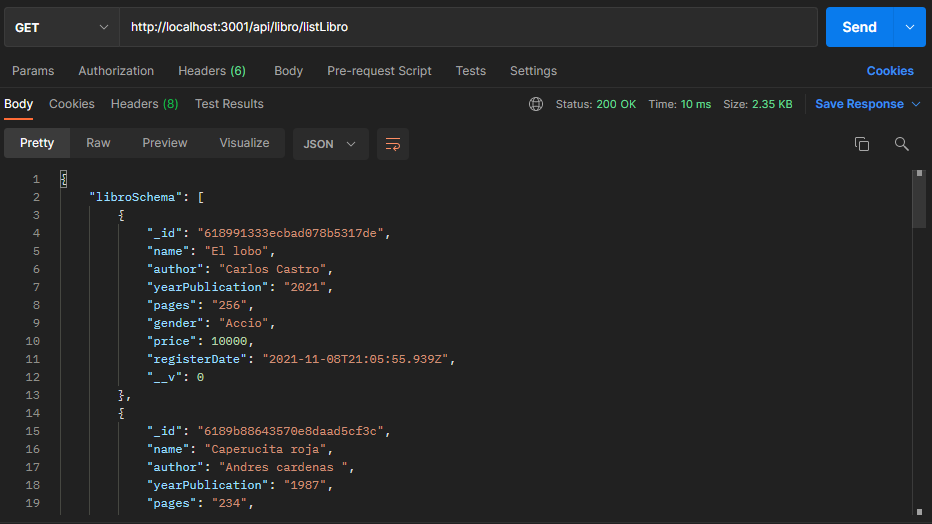 GET http://localhost:3001/api/libro/listLibro Send
Params Authorization Headers (6) Body Pre-request Script Tests Settings Cookies
Body Cookies Headers (8) Test Results Status: 200 OK Time: 10 ms Size: 2.35 KB Save Response
Pretty Raw Preview Visualize JSON
1 {
2 "libroSchema": [
3 {
4 "_id": "618991333ecbad078b5317de",
5 "name": "El lobo",
6 "author": "Carlos Castro",
7 "yearPublication": "2021",
8 "pages": "256",
9 "gender": "Accio",
10 "price": 10000,
11 "registerDate": "2021-11-08T21:05:55.939Z",
12 "__v": 0
13 },
14 {
15 "_id": "6189b88643570e8daad5cf3c",
16 "name": "Caperucita roja",
17 "author": "Andres cardenas ",
18 "yearPublication": "1987",
19 "pages": "234",